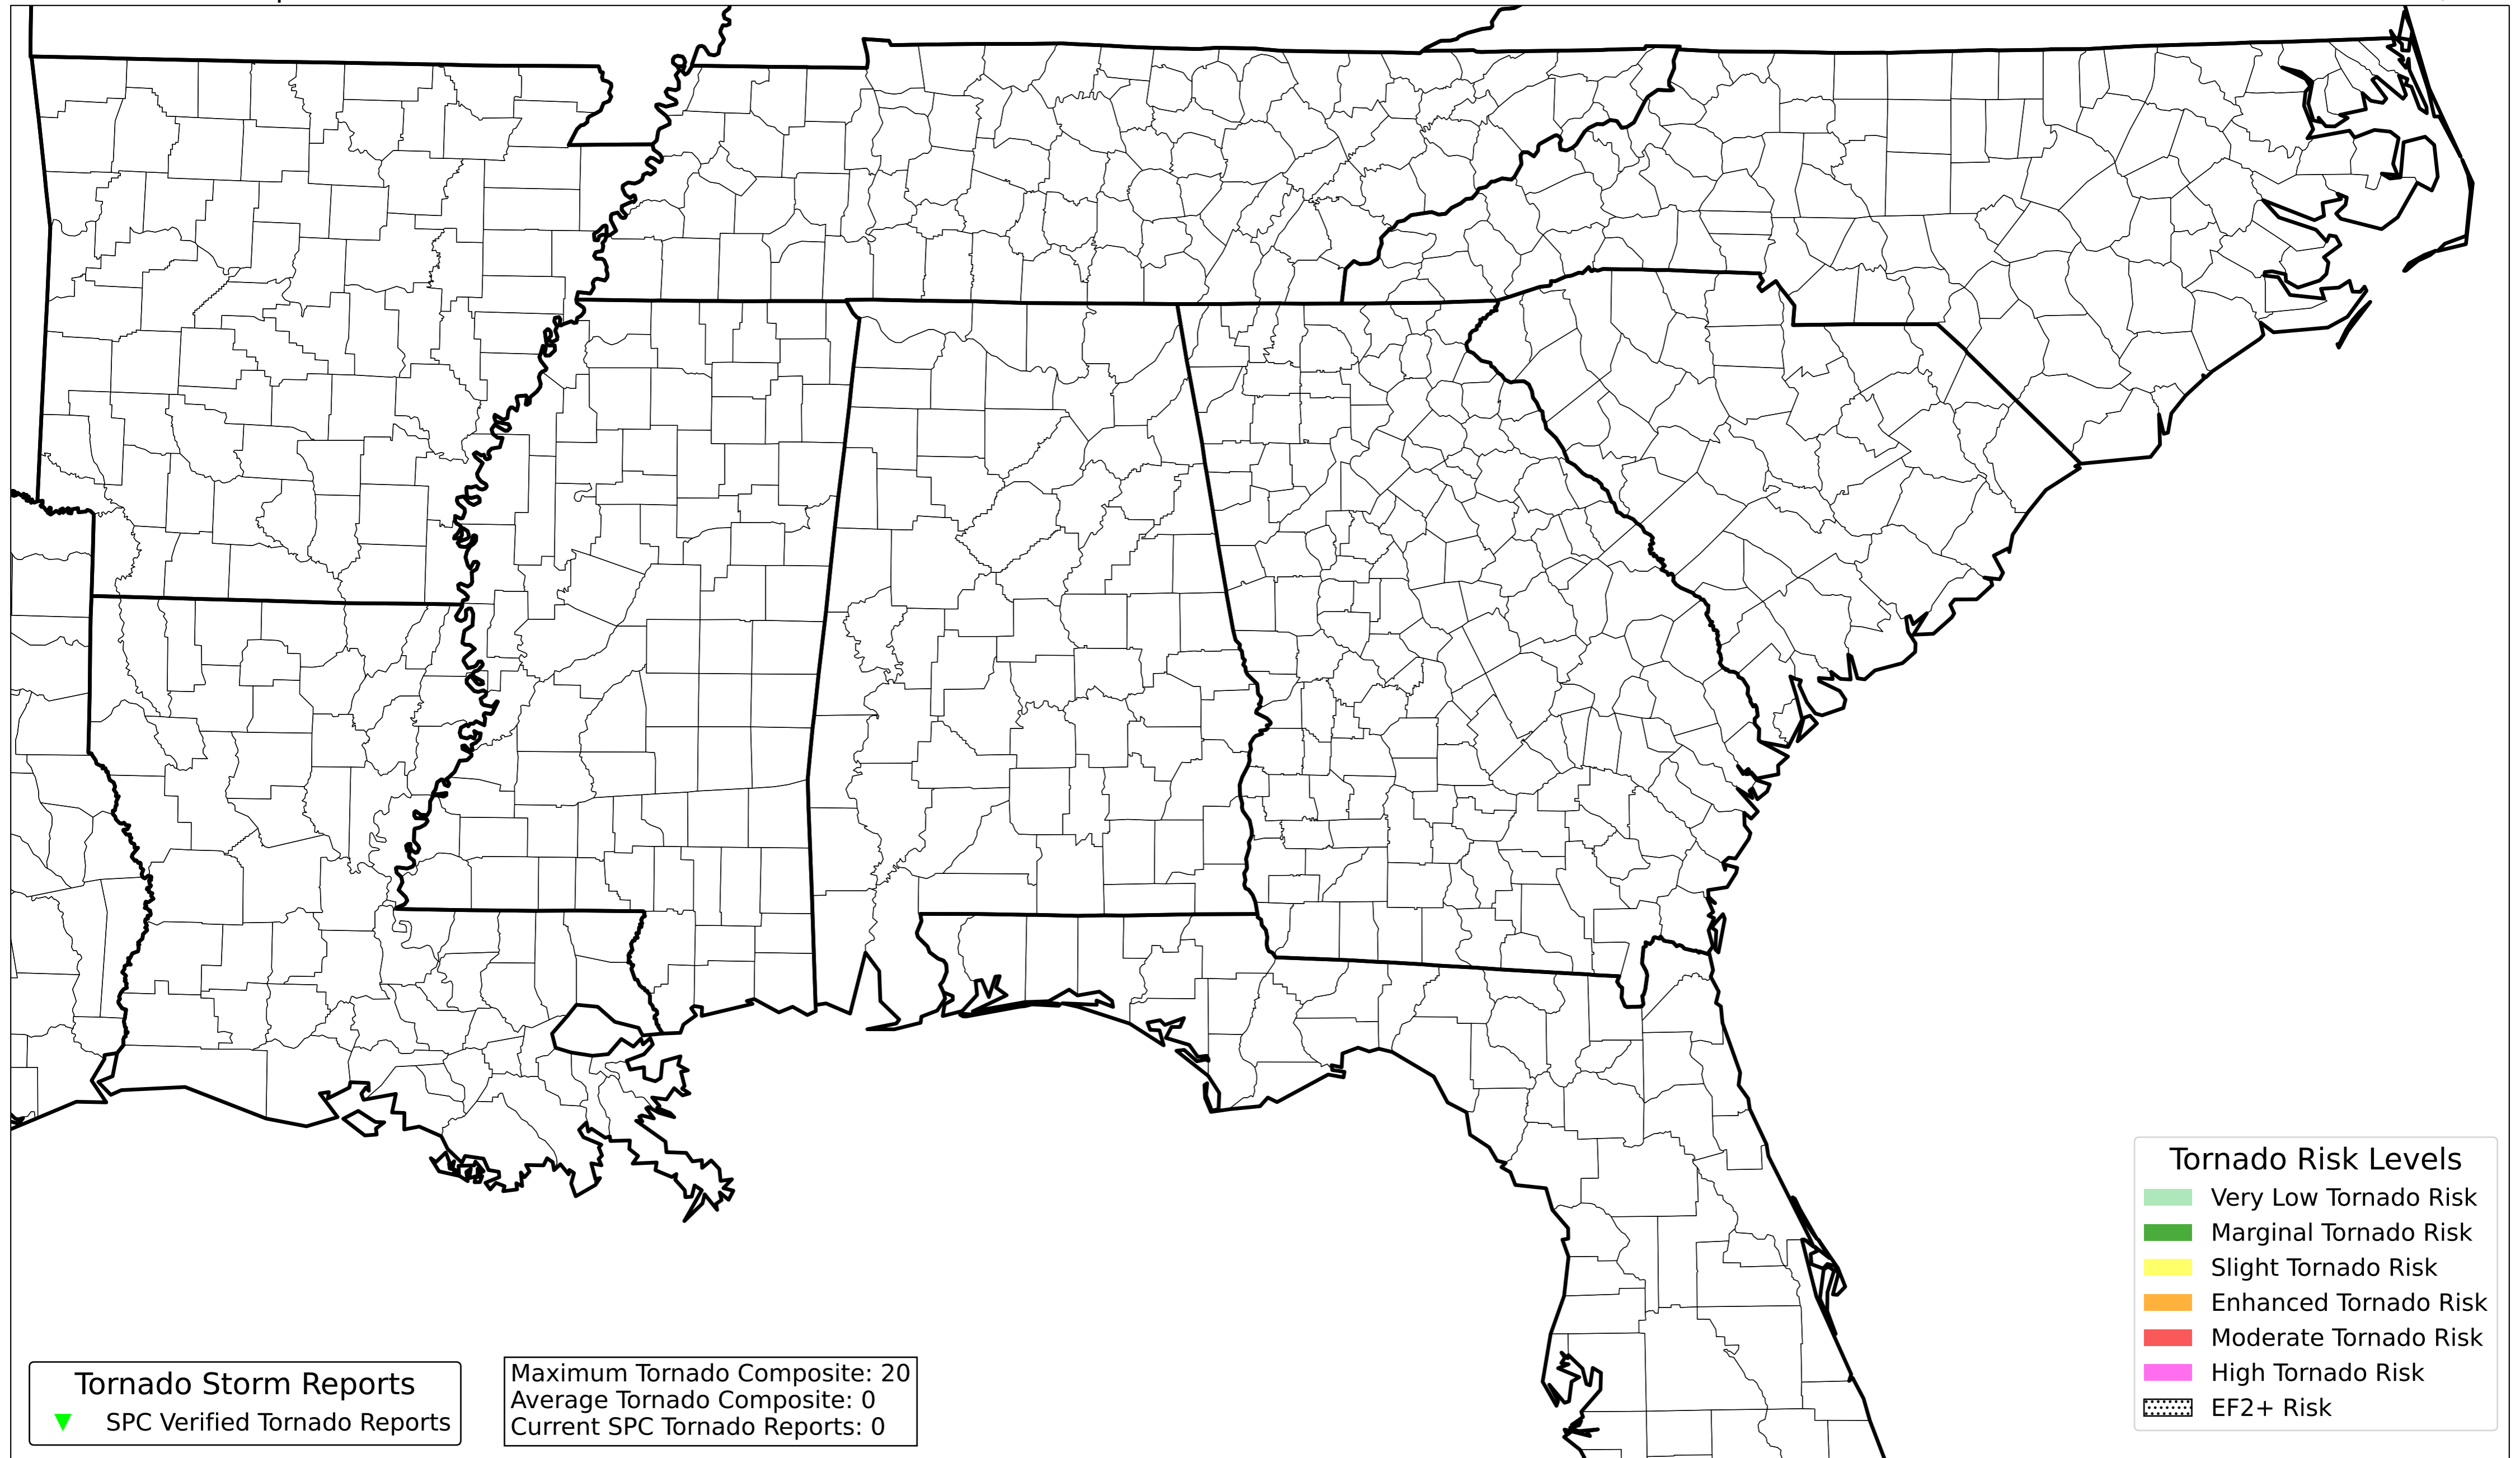 Tornado Risk Levels
Very Low Tornado Risk
Marginal Tornado Risk
Slight Tornado Risk
Enhanced Tornado Risk
Moderate Tornado Risk
High Tornado Risk
EF2+ Risk
Tornado Storm Reports
SPC Verified Tornado Reports
Maximum Tornado Composite: 20
Average Tornado Composite: 0
Current SPC Tornado Reports: 0